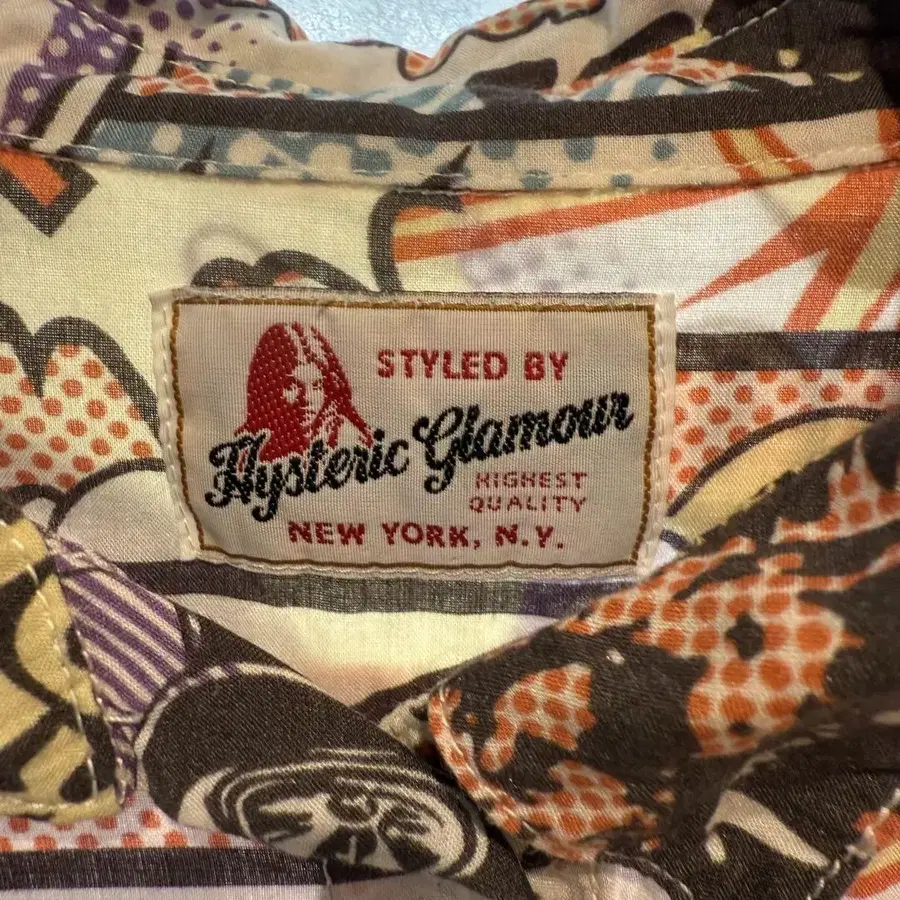 STYLED BY
Hysteric Glamour
HIGHEST
QUALITY
NEW YORK, N.Y.